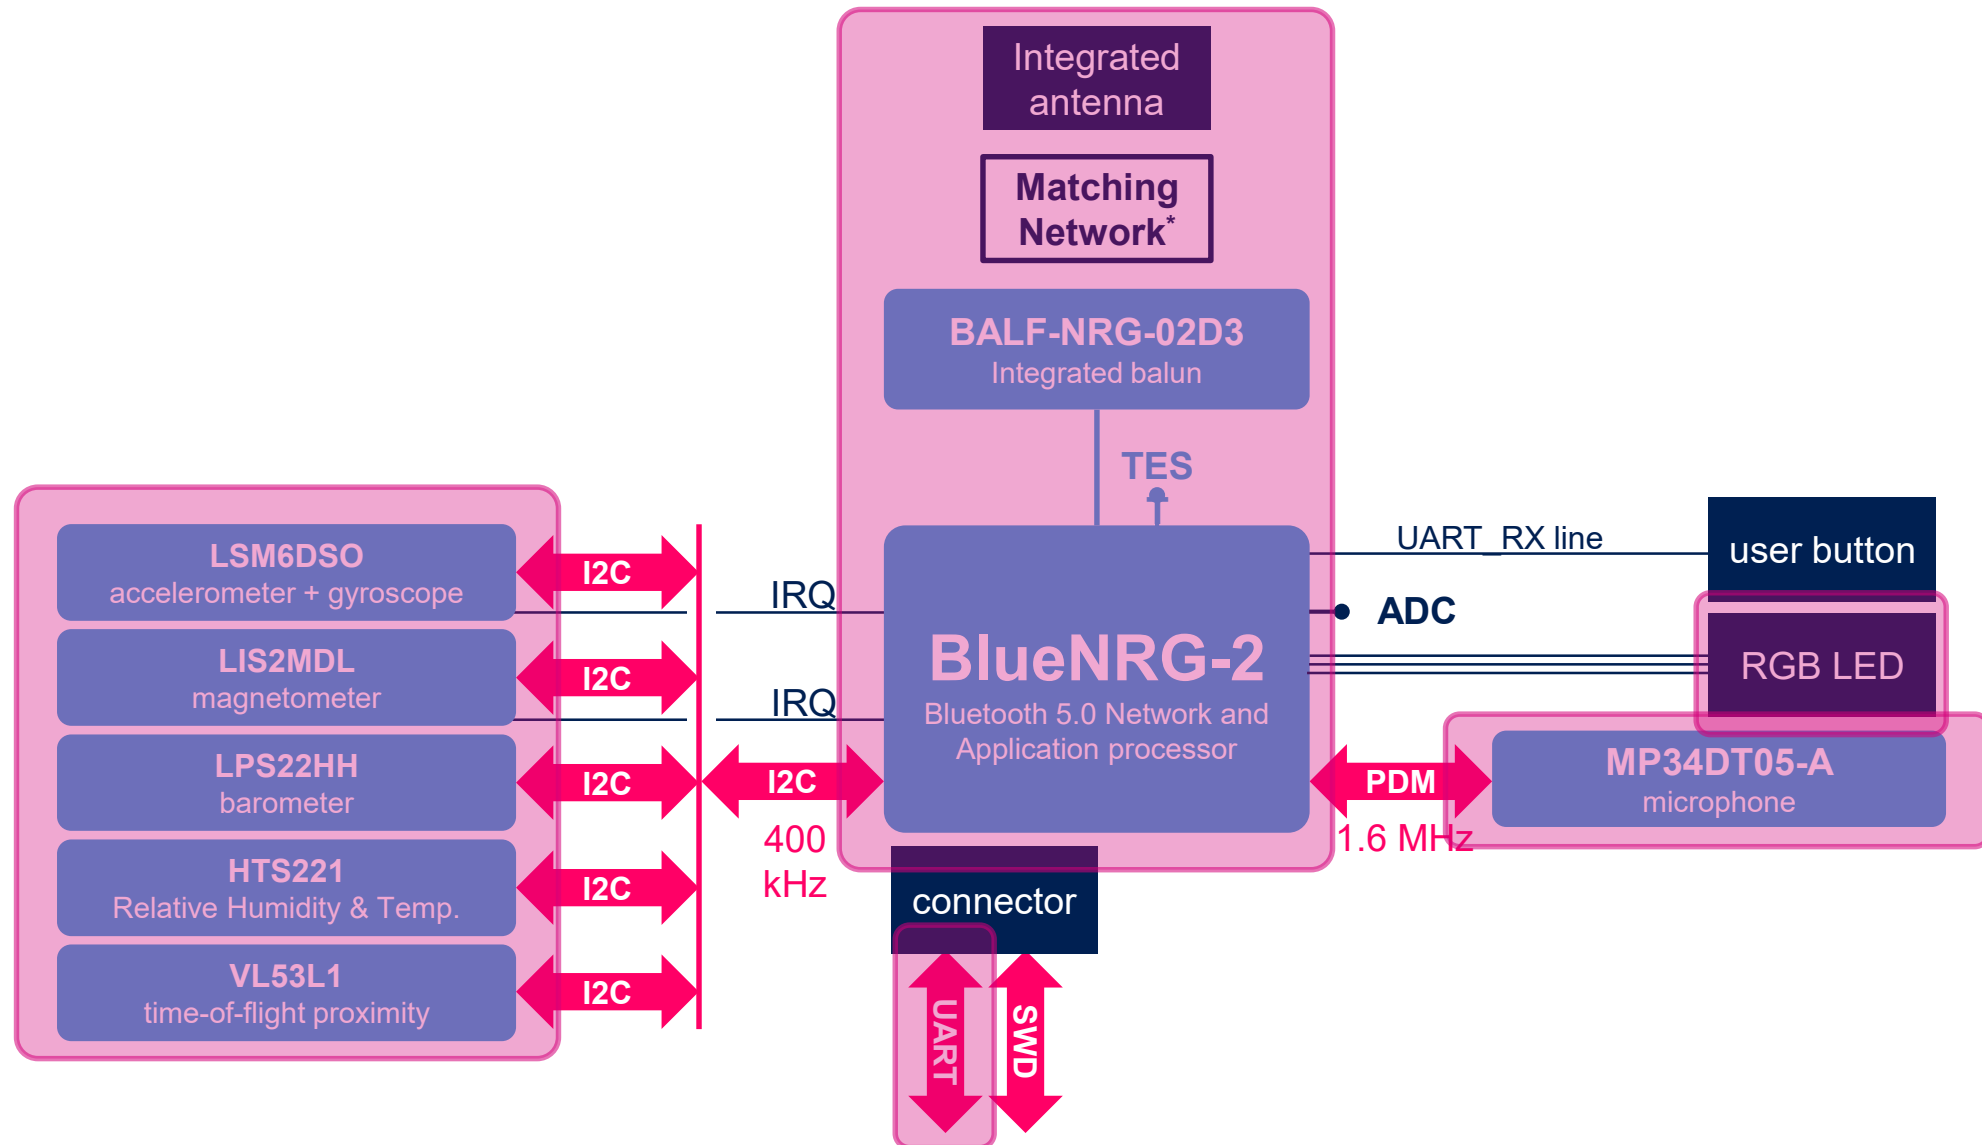 Integrated
antenna
Matching
Network*
BALF-NRG-02D3
Integrated balun
TES
LSM6DSO
accelerometer + gyroscope
I2C
LIS2MDL
magnetometer
I2C
LPS22HH
barometer
I2C
HTS221
Relative Humidity & Temp.
I2C
VL53L1
time-of-flight proximity
I2C
IRQ
IRQ
I2C
400
kHz
BlueNRG-2
Bluetooth 5.0 Network and
Application processor
UART_RX line
user button
ADC
RGB LED
PDM
1.6 MHz
MP34DT05-A
microphone
connector
UART
SWD